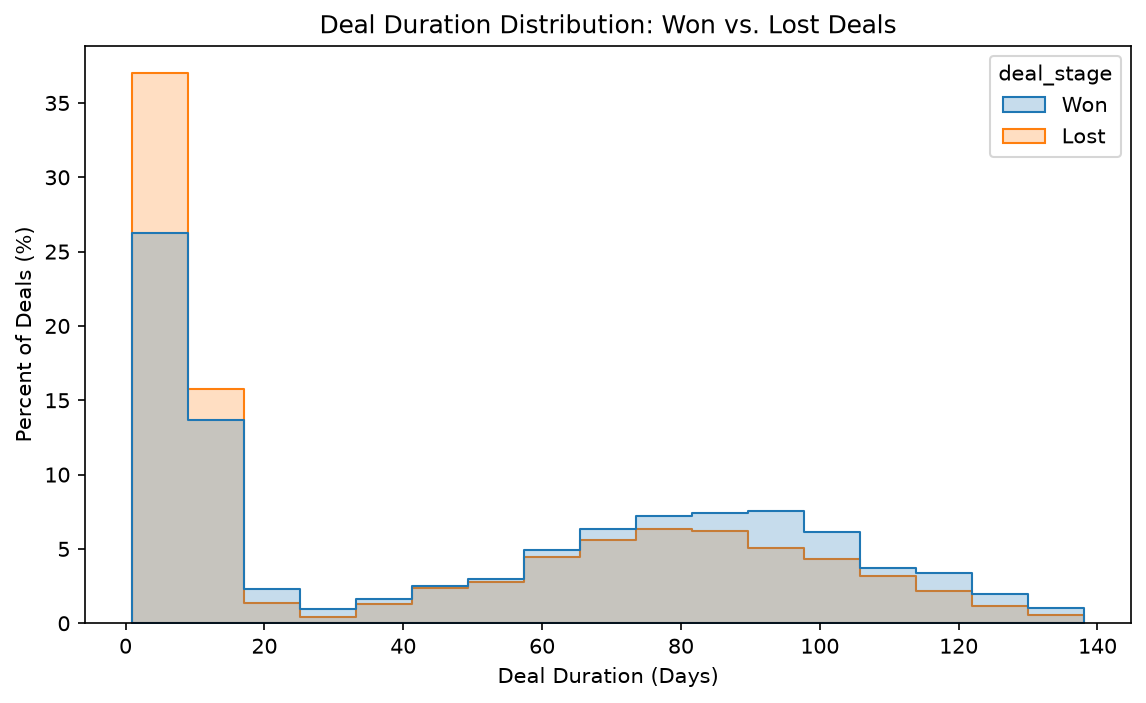 Deal Duration Distribution: Won vs. Lost Deals
deal_stage
Won
Lost
Percent of Deals (%)
35
30
25
20
15
10
5
0
0 20 40 60 80 100 120 140
Deal Duration (Days)